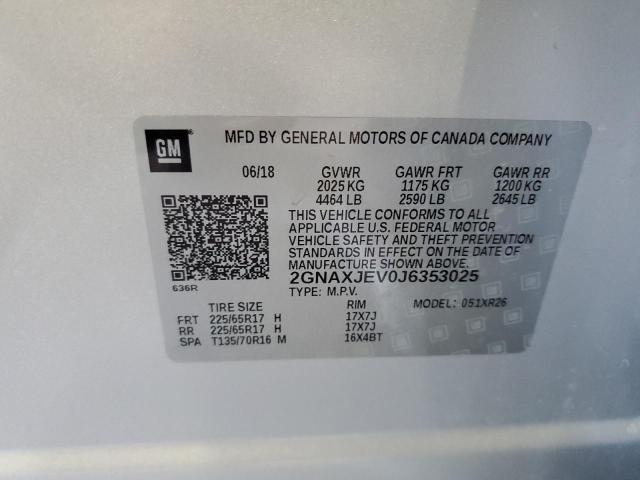 GM ®
MFD BY GENERAL MOTORS OF CANADA COMPANY
06/18 GVWR GAWR FRT GAWR RR
2025 KG 1175 KG 1200 KG
4464 LB 2590 LB 2645 LB
THIS VEHICLE CONFORMS TO ALL
APPLICABLE U.S. FEDERAL MOTOR
VEHICLE SAFETY AND THEFT PREVENTION
STANDARDS IN EFFECT ON THE DATE OF
MANUFACTURE SHOWN ABOVE.
2GNAXJEV0J6353025
636R TYPE: M.P.V.
TIRE SIZE RIM MODEL: 051XR26
FRT 225/65R17 H 17X7J
RR 225/65R17 H 17X7J
SPA T135/70R16 M 16X4BT